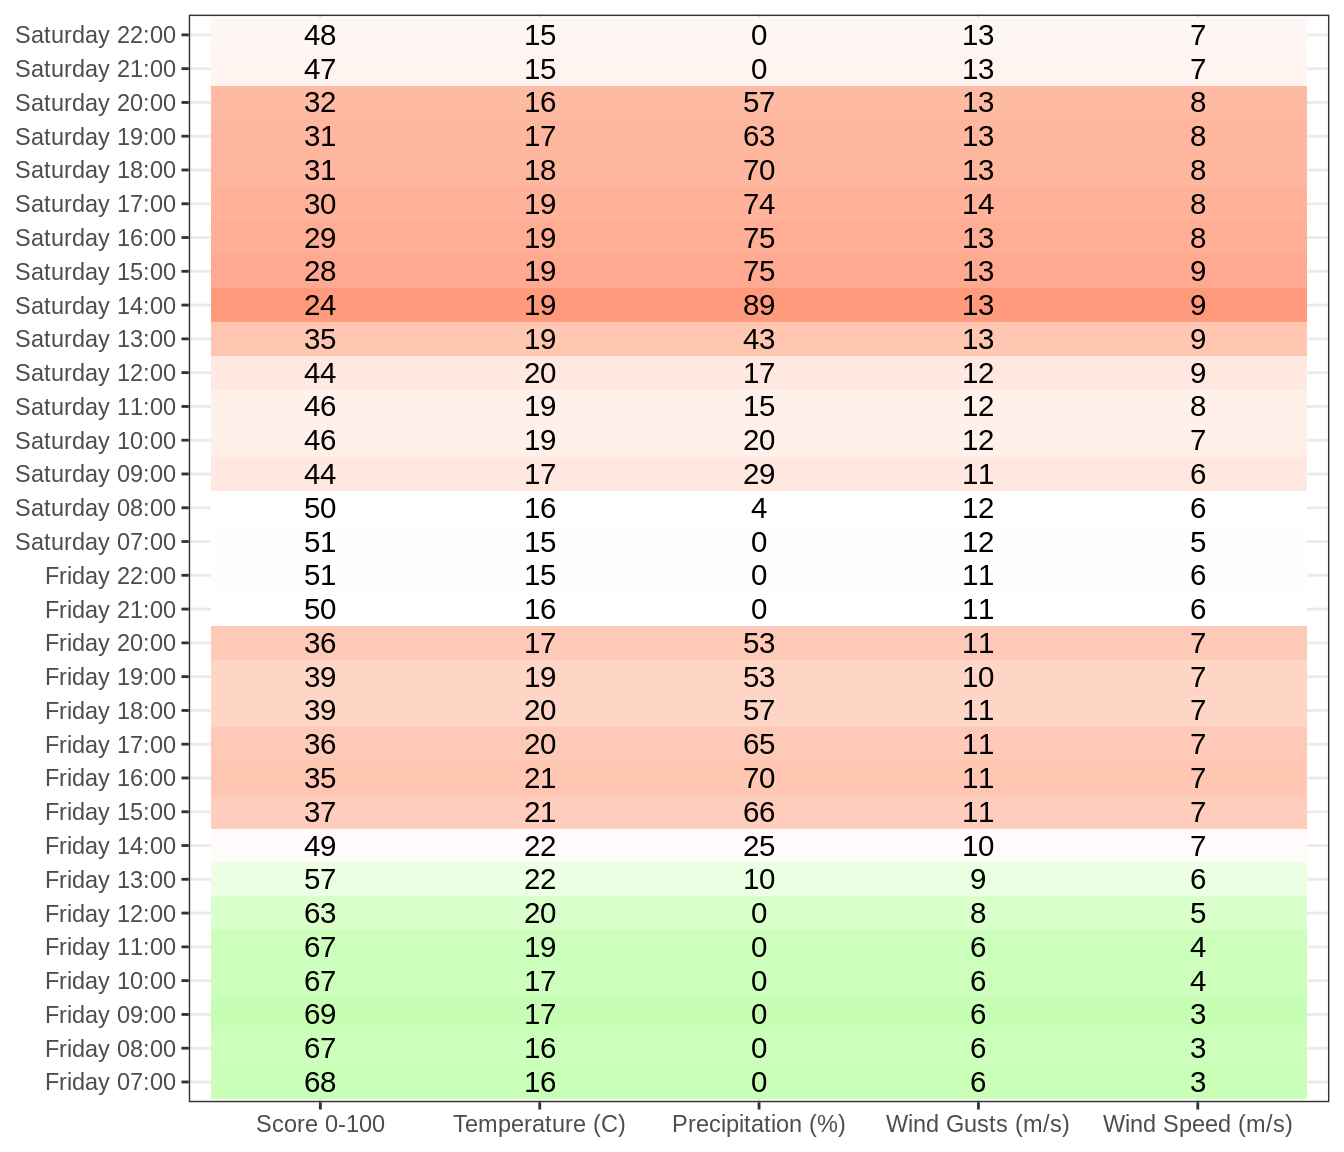 Saturday 22:00 48 15 0 13 7
Saturday 21:00 47 15 0 13 7
Saturday 20:00 32 16 57 13 8
Saturday 19:00 31 17 63 13 8
Saturday 18:00 31 18 70 13 8
Saturday 17:00 30 19 74 14 8
Saturday 16:00 29 19 75 13 8
Saturday 15:00 28 19 75 13 9
Saturday 14:00 24 19 89 13 9
Saturday 13:00 35 19 43 13 9
Saturday 12:00 44 20 17 12 9
Saturday 11:00 46 19 15 12 8
Saturday 10:00 46 19 20 12 7
Saturday 09:00 44 17 29 11 6
Saturday 08:00 50 16 4 12 6
Saturday 07:00 51 15 0 12 5
Friday 22:00 51 15 0 11 6
Friday 21:00 50 16 0 11 6
Friday 20:00 36 17 53 11 7
Friday 19:00 39 19 53 10 7
Friday 18:00 39 20 57 11 7
Friday 17:00 36 20 65 11 7
Friday 16:00 35 21 70 11 7
Friday 15:00 37 21 66 11 7
Friday 14:00 49 22 25 10 7
Friday 13:00 57 22 10 9 6
Friday 12:00 63 20 0 8 5
Friday 11:00 67 19 0 6 4
Friday 10:00 67 17 0 6 4
Friday 09:00 69 17 0 6 3
Friday 08:00 67 16 0 6 3
Friday 07:00 68 16 0 6 3
Score 0-100 Temperature (C) Precipitation (%) Wind Gusts (m/s) Wind Speed (m/s)